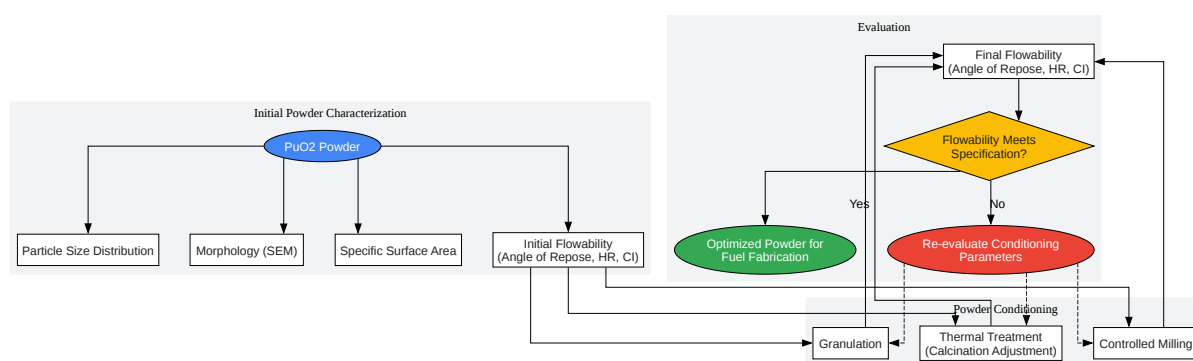 Evaluation
Final Flowability
(Angle of Repose, HR, CI)
Initial Powder Characterization
PuO2 Powder
Flowability Meets
Specification?
Yes
No
Particle Size Distribution
Morphology (SEM)
Specific Surface Area
Initial Flowability
(Angle of Repose, HR, CI)
Optimized Powder for
Fuel Fabrication
Re-evaluate Conditioning
Parameters
Powder Conditioning
Granulation
Thermal Treatment
(Calcination Adjustment)
Controlled Milling